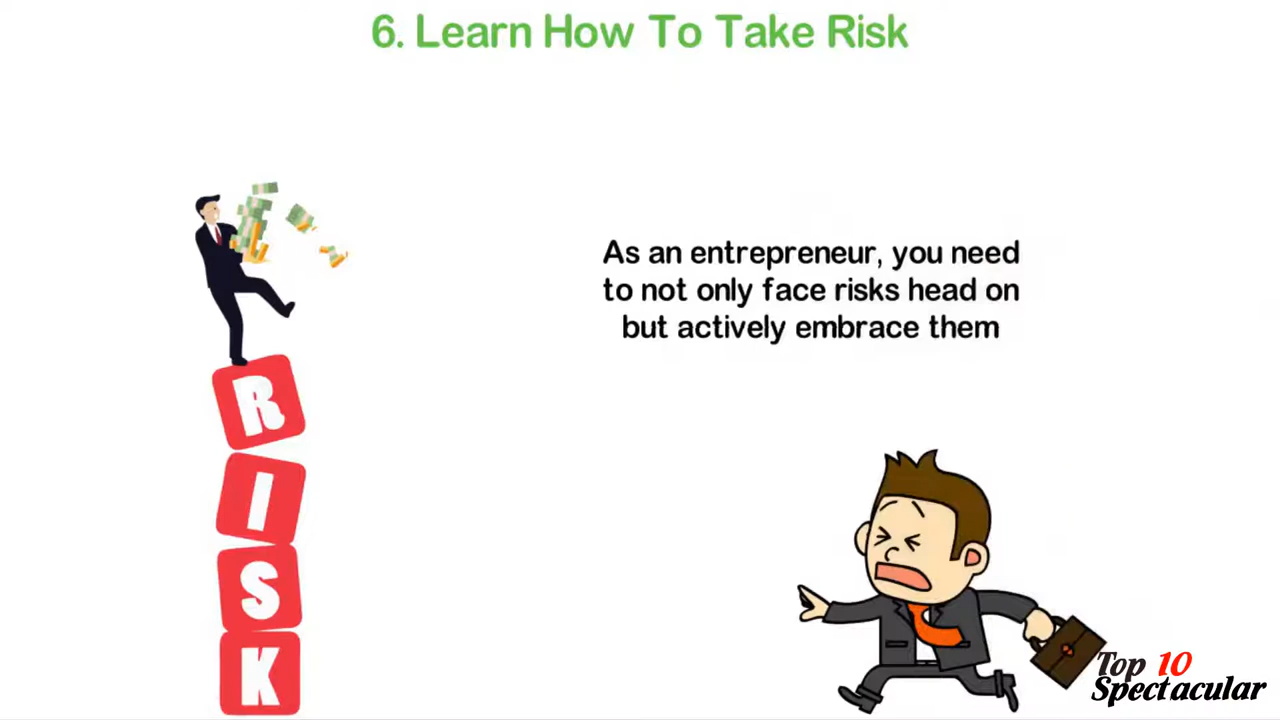 6. Learn How To Take Risk
As an entrepreneur, you need
to not only face risks head on
but actively embrace them
R
I
S
K
Top 10
Spectacular